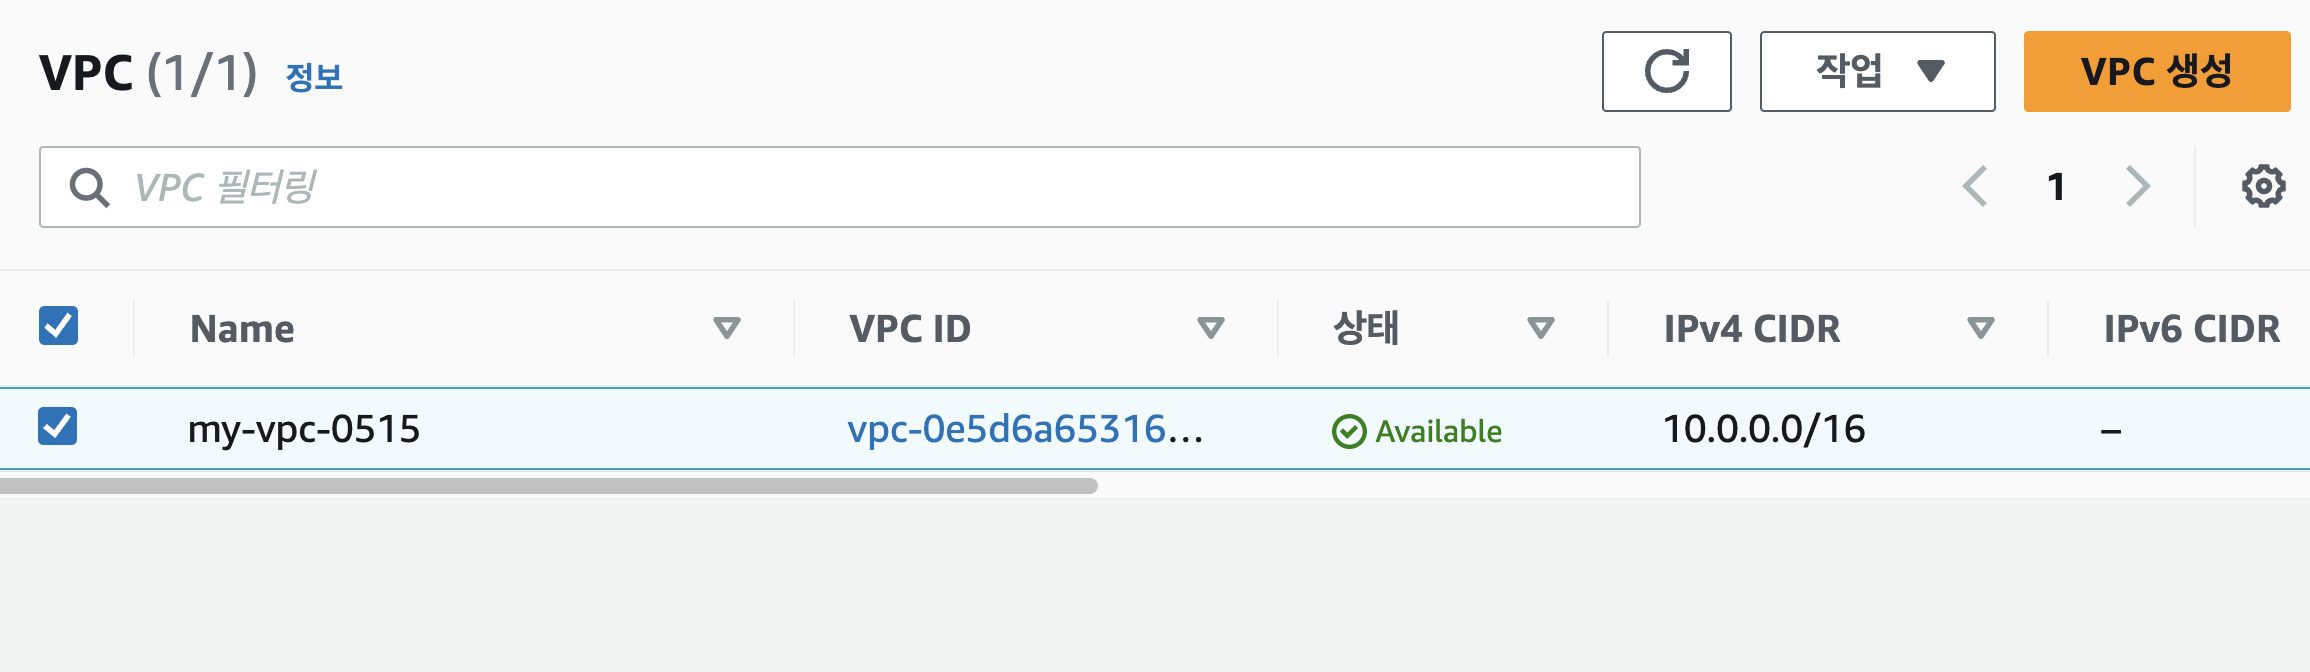 VPC (1/1) 정보 작업 VPC 생성
VPC 필터링 1
Name VPC ID 상태 IPv4 CIDR IPv6 CIDR
my-vpc-0515 vpc-0e5d6a65316... Available 10.0.0.0/16 –